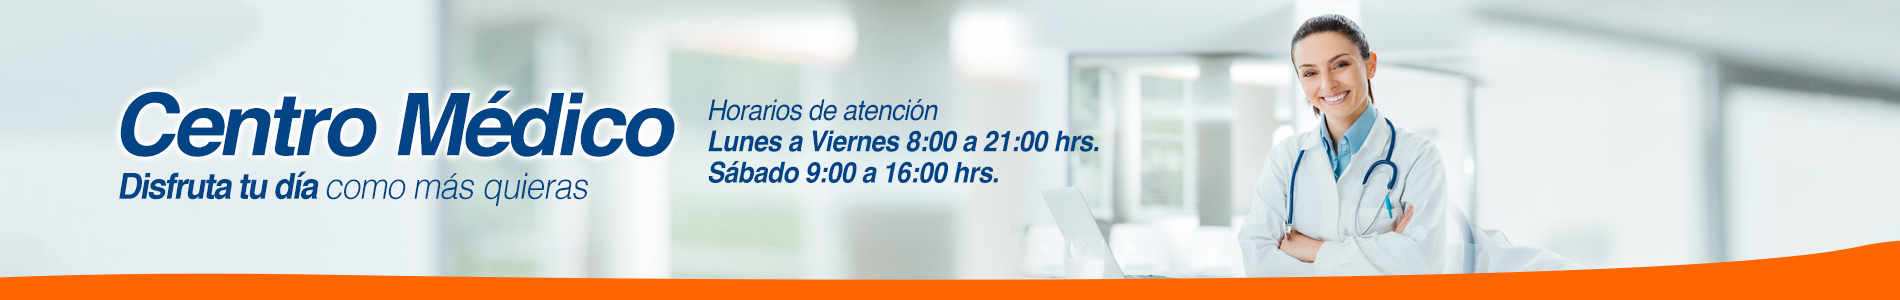 Centro Médico
Disfruta tu día como más quieras
Horarios de atención
Lunes a Viernes 8:00 a 21:00 hrs.
Sábado 9:00 a 16:00 hrs.